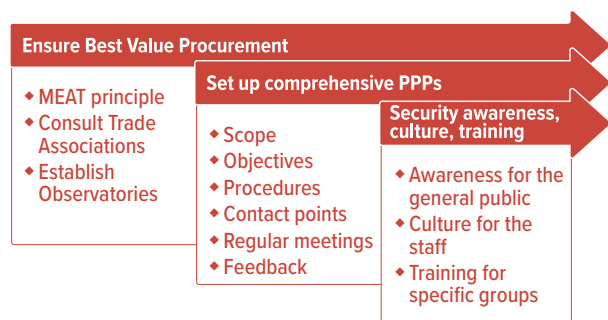 Ensure Best Value Procurement
◆ MEAT principle
◆ Consult Trade
Associations
◆ Establish
Observatories
Set up comprehensive PPPs
◆ Scope
◆ Objectives
◆ Procedures
◆ Contact points
◆ Regular meetings
◆ Feedback
Security awareness,
culture, training
◆ Awareness for the
general public
◆ Culture for the
staff
◆ Training for
specific groups